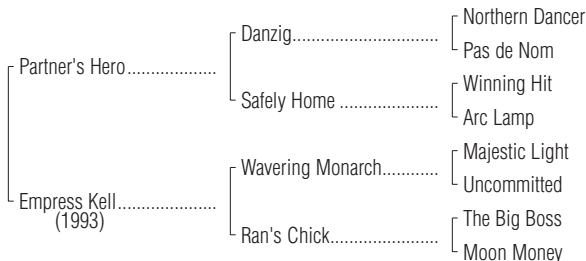 Northern Dancer
Danzig
Pas de Nom
Partner's Hero
Winning Hit
Safely Home
Arc Lamp
Majestic Light
Wavering Monarch
Uncommitted
Empress Kell
(1993)
The Big Boss
Ran's Chick
Moon Money